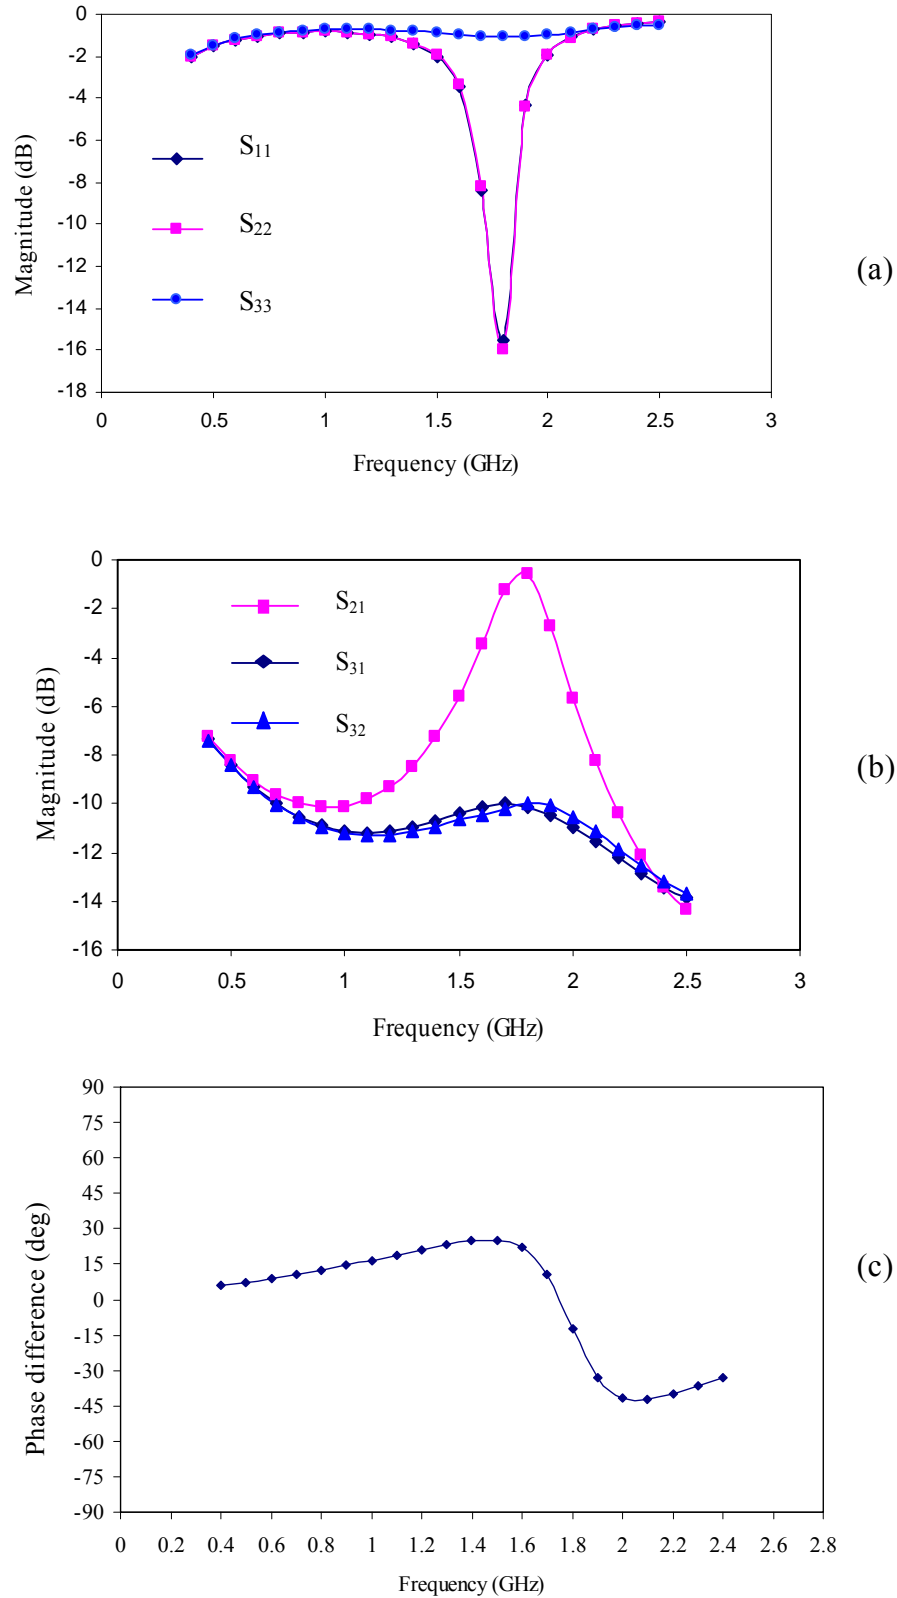 0
-2
-4
-6
-8
-10
-12
-14
-16
-18
Magnitude (dB)
S11
S22
S33
0 0.5 1 1.5 2 2.5 3
Frequency (GHz)
(a)
0
-2
-4
-6
-8
-10
-12
-14
-16
Magnitude (dB)
S21
S31
S32
0 0.5 1 1.5 2 2.5 3
Frequency (GHz)
(b)
90
75
60
45
30
15
0
-15
-30
-45
-60
-75
-90
Phase difference (deg)
0 0.2 0.4 0.6 0.8 1 1.2 1.4 1.6 1.8 2 2.2 2.4 2.6 2.8
Frequency (GHz)
(c)